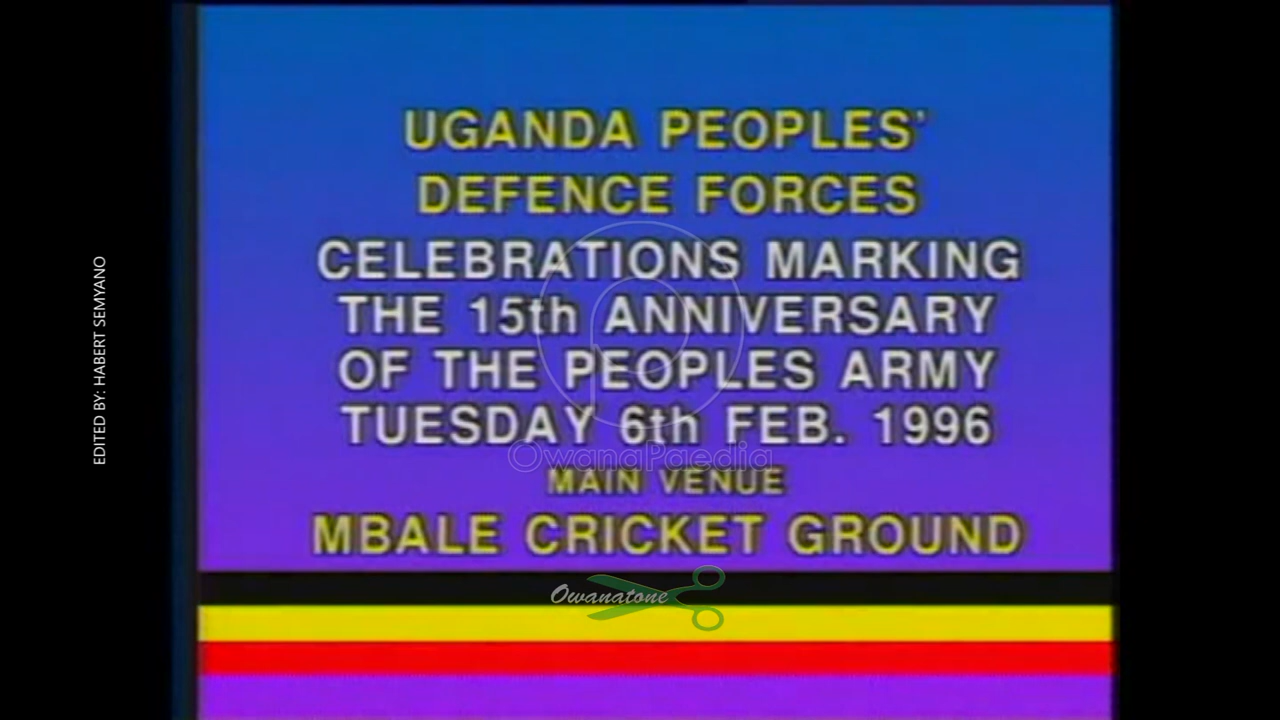 UGANDA PEOPLES'
DEFENCE FORCES
CELEBRATIONS MARKING
THE 15th ANNIVERSARY
OF THE PEOPLES ARMY
TUESDAY 6th FEB. 1996
OwanaPaedia
MAIN VENUE
MBALE CRICKET GROUND
Owanatone
EDITED BY: HABERT SEMYANO